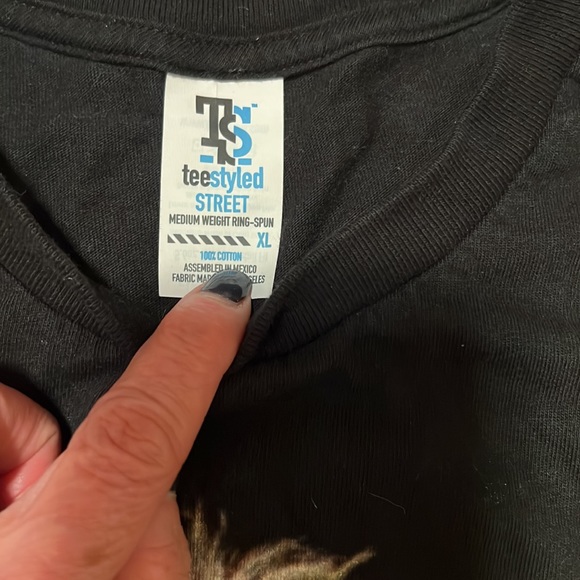 TS
teestyled
STREET
MEDIUM WEIGHT RING-SPUN
XL
100% COTTON
ASSEMBLED IN MEXICO
FABRIC